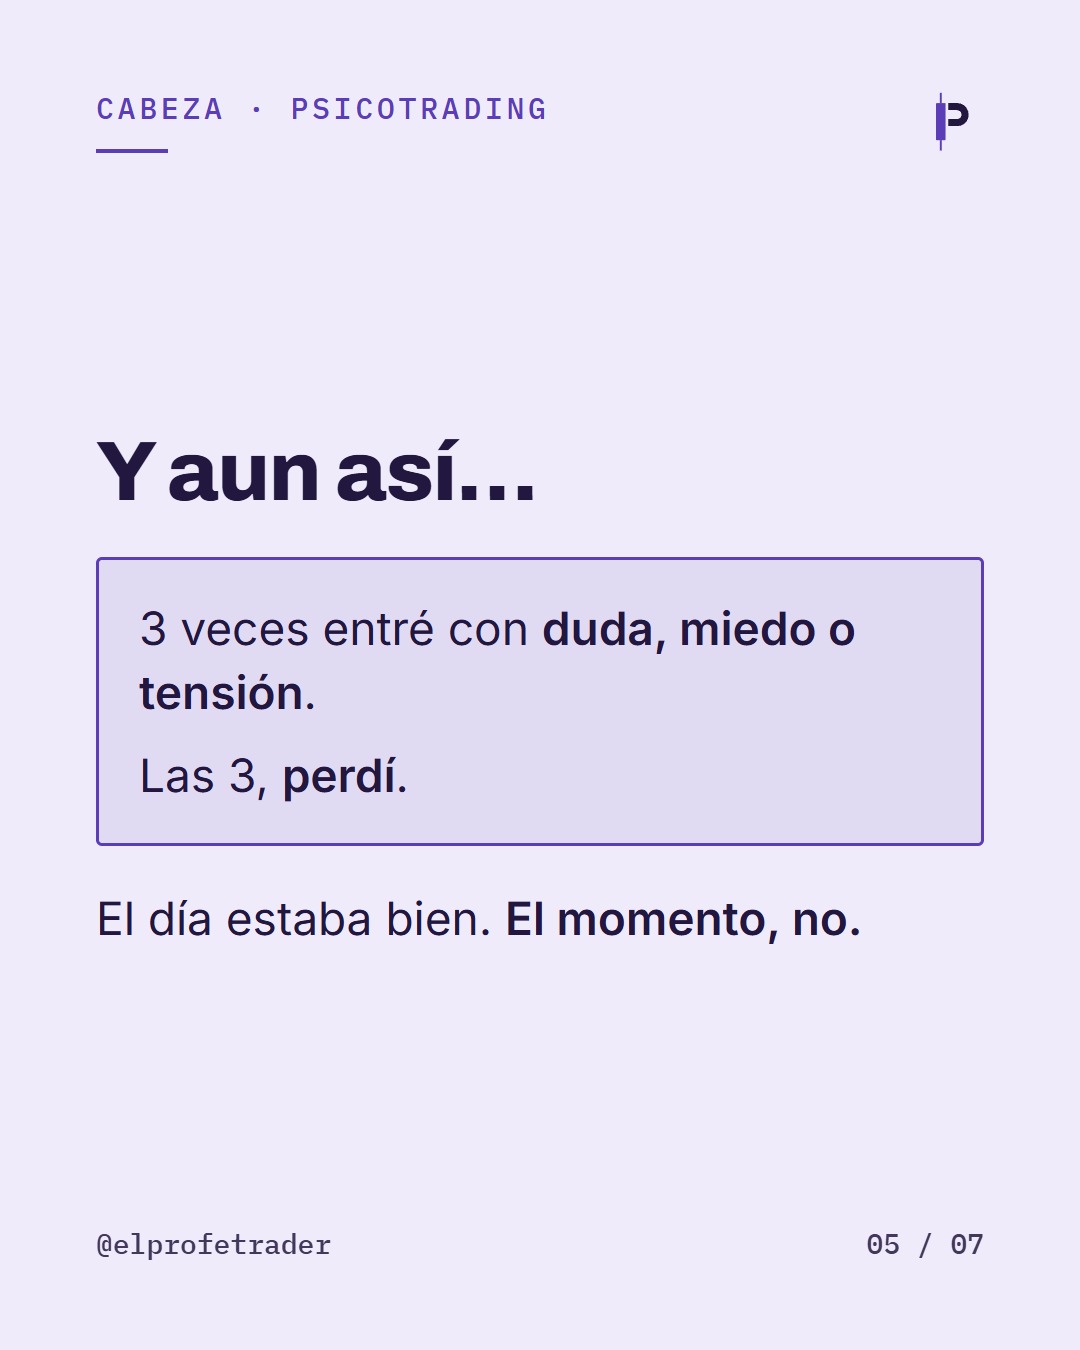 CABEZA · PSICOTRADING
Y aun así...
3 veces entré con duda, miedo o
tensión.
Las 3, perdí.
El día estaba bien. El momento, no.
@elprofetrader
05 / 07